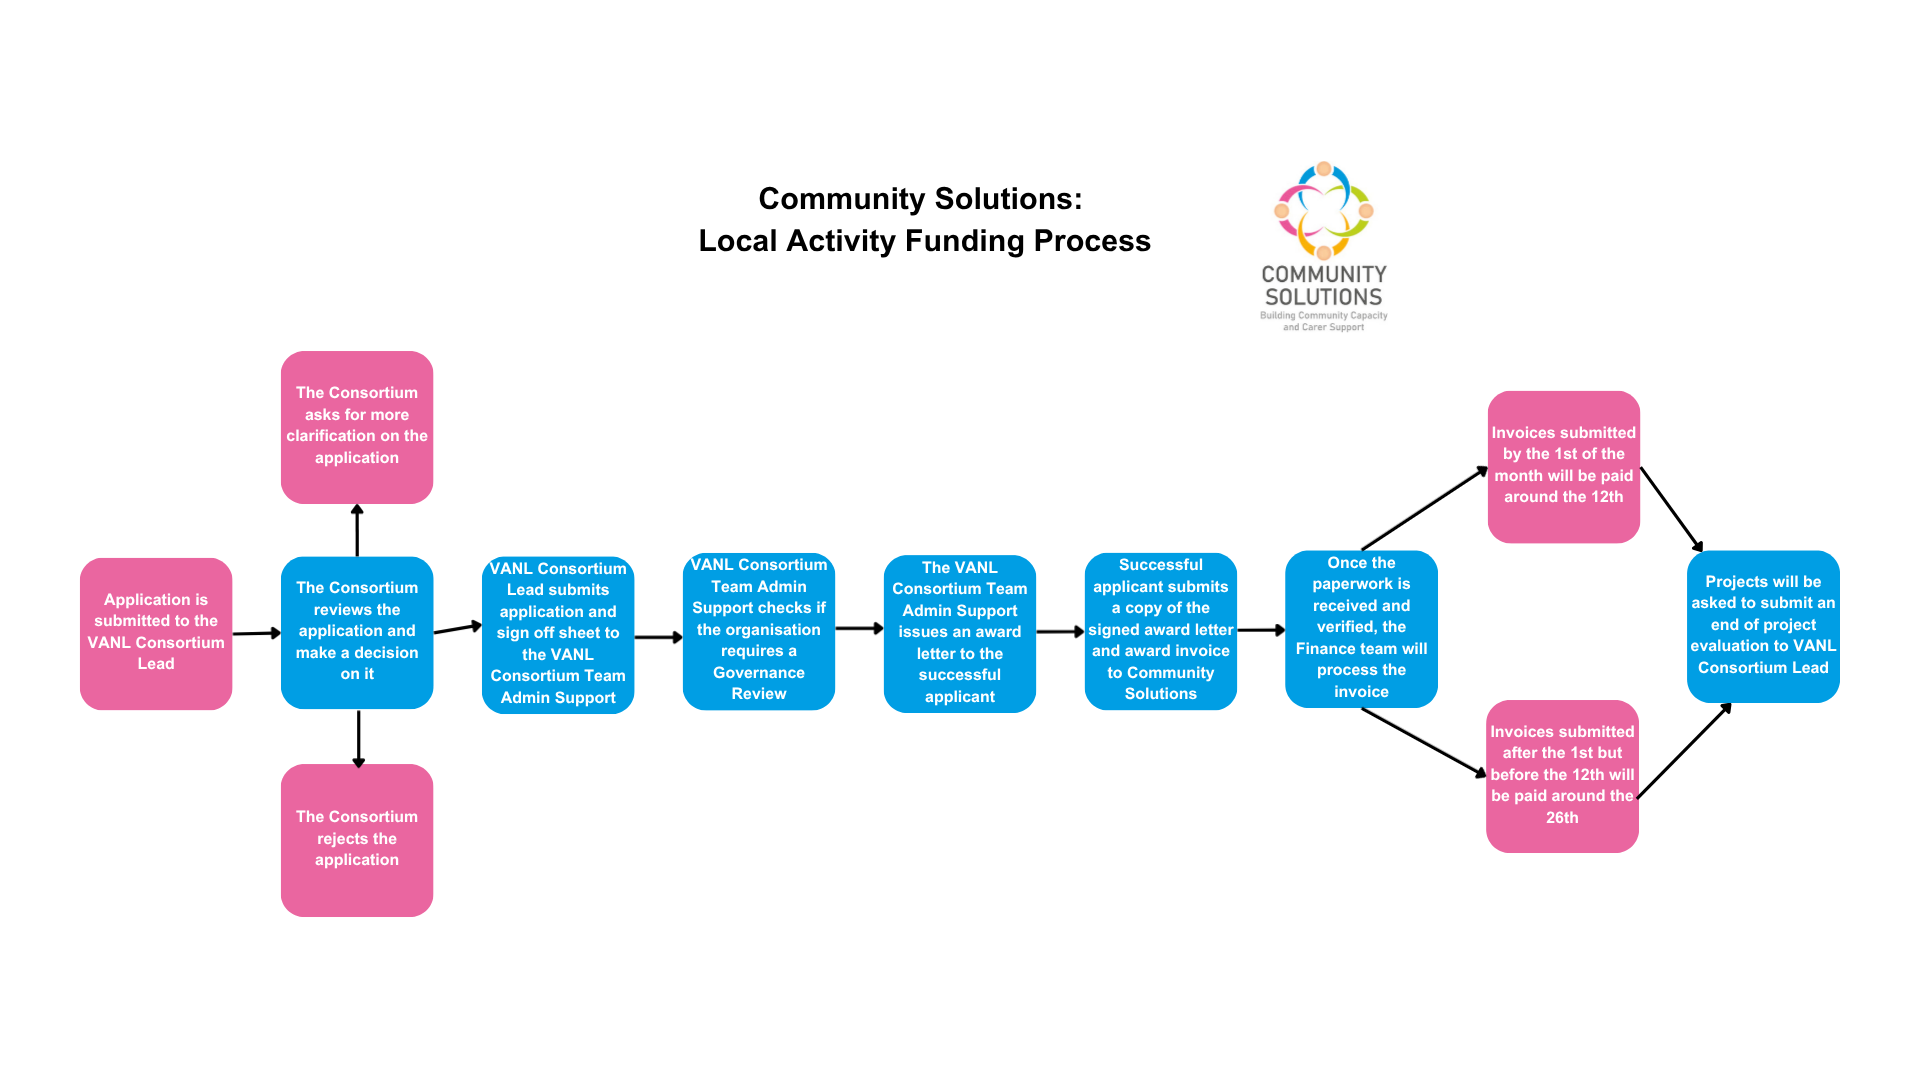 Community Solutions:
Local Activity Funding Process
COMMUNITY
SOLUTIONS
Building Community Capacity
and Carer Support
Application is
submitted to the
VANL Consortium
Lead
The Consortium
asks for more
clarification on the
application
The Consortium
reviews the
application and
make a decision
on it
The Consortium
rejects the
application
VANL Consortium
Lead submits
application and
sign off sheet to
the VANL
Consortium Team
Admin Support
VANL Consortium
Team Admin
Support checks if
the organisation
requires a
Governance
Review
The VANL
Consortium Team
Admin Support
issues an award
letter to the
successful
applicant
Successful
applicant submits
a copy of the
signed award letter
and award invoice
to Community
Solutions
Once the
paperwork is
received and
verified, the
Finance team will
process the
invoice
Invoices submitted
by the 1st of the
month will be paid
around the 12th
Invoices submitted
after the 1st but
before the 12th will
be paid around the
26th
Projects will be
asked to submit an
end of project
evaluation to VANL
Consortium Lead